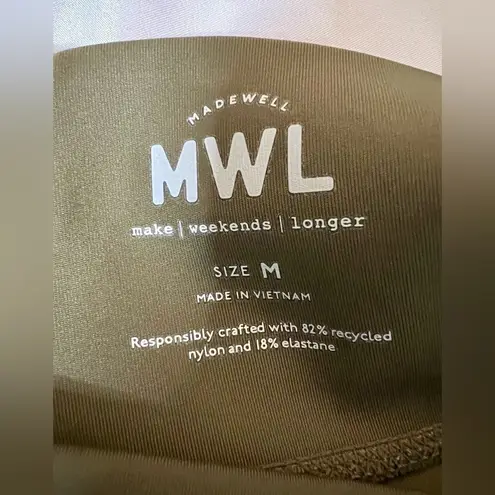 MADEWELL
MWL
make | weekends | longer
SIZE M
MADE IN VIETNAM
Responsibly crafted with 82% recycled
nylon and 18% elastane